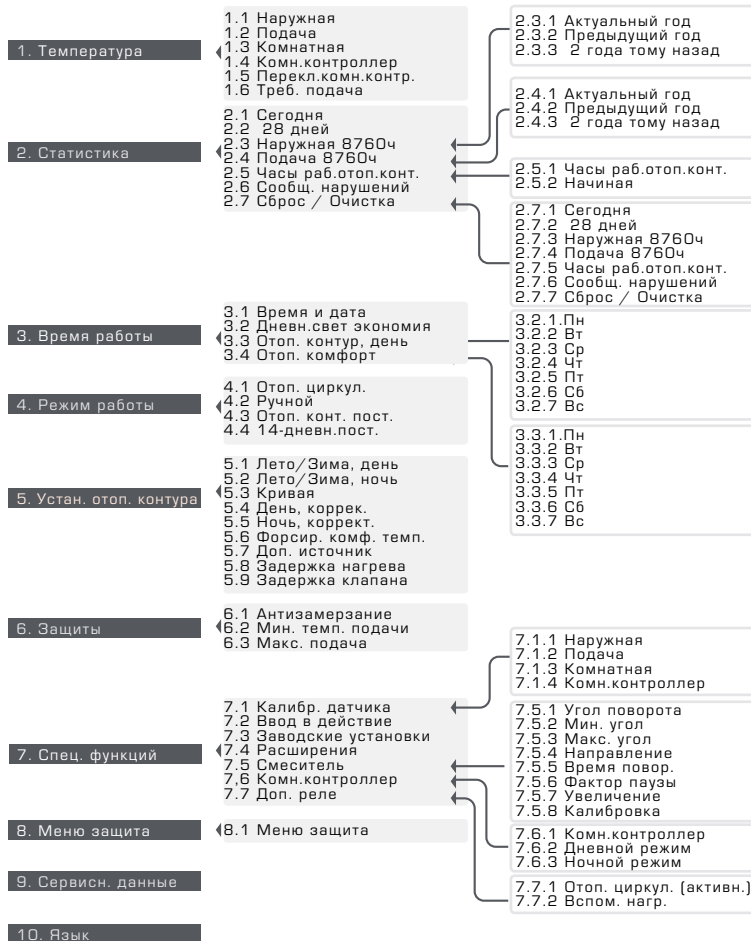 1. Температура
1.1 Наружная
1.2 Подача
1.3 Комнатная
1.4 Комн.контроллер
1.5 Перекл.комн.контр.
1.6 Треб. подача
2. Статистика
2.1 Сегодня
2.2 28 дней
2.3 Наружная 8760ч
2.4 Подача 8760ч
2.5 Часы раб.отоп.конт.
2.6 Сообщ. нарушений
2.7 Сброс / Очистка
2.3.1 Актуальный год
2.3.2 Предыдущий год
2.3.3 2 года тому назад
2.4.1 Актуальный год
2.4.2 Предыдущий год
2.4.3 2 года тому назад
2.5.1 Часы раб.отоп.конт.
2.5.2 Начиная
2.7.1 Сегодня
2.7.2 28 дней
2.7.3 Наружная 8760ч
2.7.4 Подача 8760ч
2.7.5 Часы раб.отоп.конт.
2.7.6 Сообщ. нарушений
2.7.7 Сброс / Очистка
3. Время работы
3.1 Время и дата
3.2 Дневн.свет экономия
3.3 Отоп. контур, день
3.4 Отоп. комфорт
3.2.1.Пн
3.2.2 Вт
3.2.3 Ср
3.2.4 Чт
3.2.5 Пт
3.2.6 Сб
3.2.7 Вс
3.3.1.Пн
3.3.2 Вт
3.3.3 Ср
3.3.4 Чт
3.3.5 Пт
3.3.6 Сб
3.3.7 Вс
4. Режим работы
4.1 Отоп. циркул.
4.2 Ручной
4.3 Отоп. конт. пост.
4.4 14-дневн.пост.
5. Устан. отоп. контура
5.1 Лето/Зима, день
5.2 Лето/Зима, ночь
5.3 Кривая
5.4 День, коррек.
5.5 Ночь, коррект.
5.6 Форсир. комф. темп.
5.7 Доп. источник
5.8 Задержка нагрева
5.9 Задержка клапана
6. Защиты
6.1 Антизамерзание
6.2 Мин. темп. подачи
6.3 Макс. подача
7. Спец. функций
7.1 Калибр. датчика
7.2 Ввод в действие
7.3 Заводские установки
7.4 Расширения
7.5 Смеситель
7,6 Комн.контроллер
7.7 Доп. реле
7.1.1 Наружная
7.1.2 Подача
7.1.3 Комнатная
7.1.4 Комн.контроллер
7.5.1 Угол поворота
7.5.2 Мин. угол
7.5.3 Макс. угол
7.5.4 Направление
7.5.5 Время повор.
7.5.6 Фактор паузы
7.5.7 Увеличение
7.5.8 Калибровка
7.6.1 Комн.контроллер
7.6.2 Дневной режим
7.6.3 Ночной режим
7.7.1 Отоп. циркул. (активн.)
7.7.2 Вспом. нагр.
8. Меню защита
8.1 Меню защита
9. Сервисн. данные
10. Язык